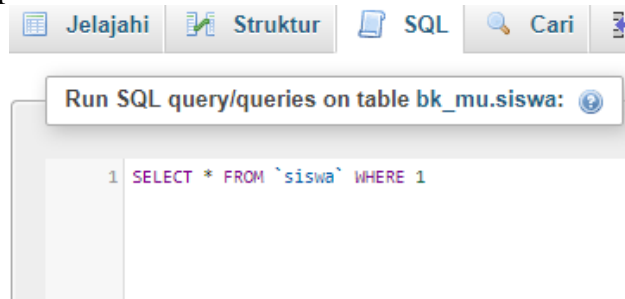 Jelajahi Struktur SQL Cari
Run SQL query/queries on table bk_mu.siswa:
1 SELECT * FROM `siswa` WHERE 1